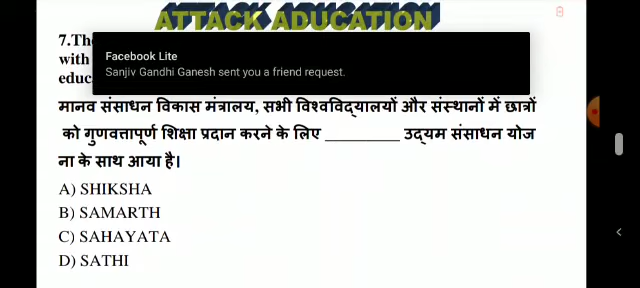 ATTACK ADUCATION
7.Th
with
educ
Facebook Lite
Sanjiv Gandhi Ganesh sent you a friend request.
मानव संसाधन विकास मंत्रालय, सभी विश्वविद्यालयों और संस्थानों में छात्रों
को गुणवत्तापूर्ण शिक्षा प्रदान करने के लिए __________ उद्यम संसाधन योज
ना के साथ आया है।
A) SHIKSHA
B) SAMARTH
C) SAHAYATA
D) SATHI